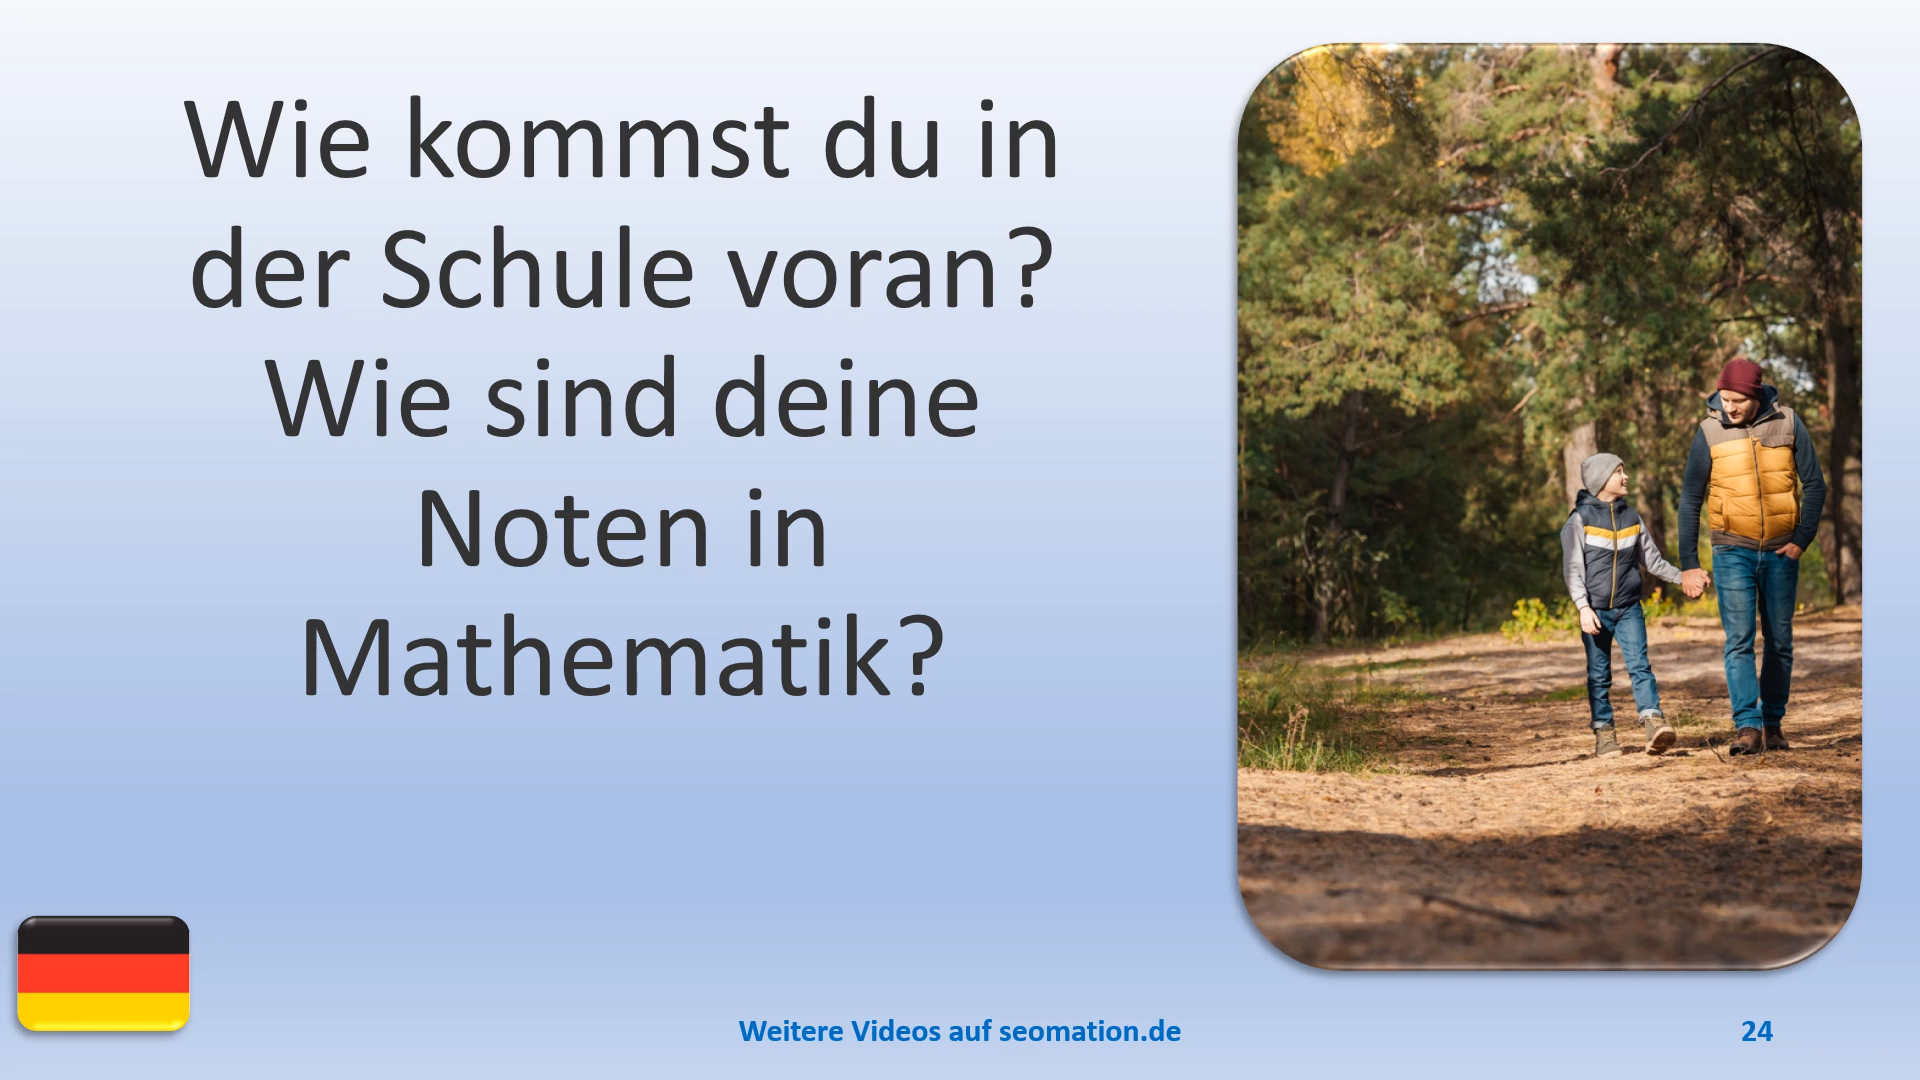 Wie kommst du in
der Schule voran?
Wie sind deine
Noten in
Mathematik?
Weitere Videos auf seomation.de
24